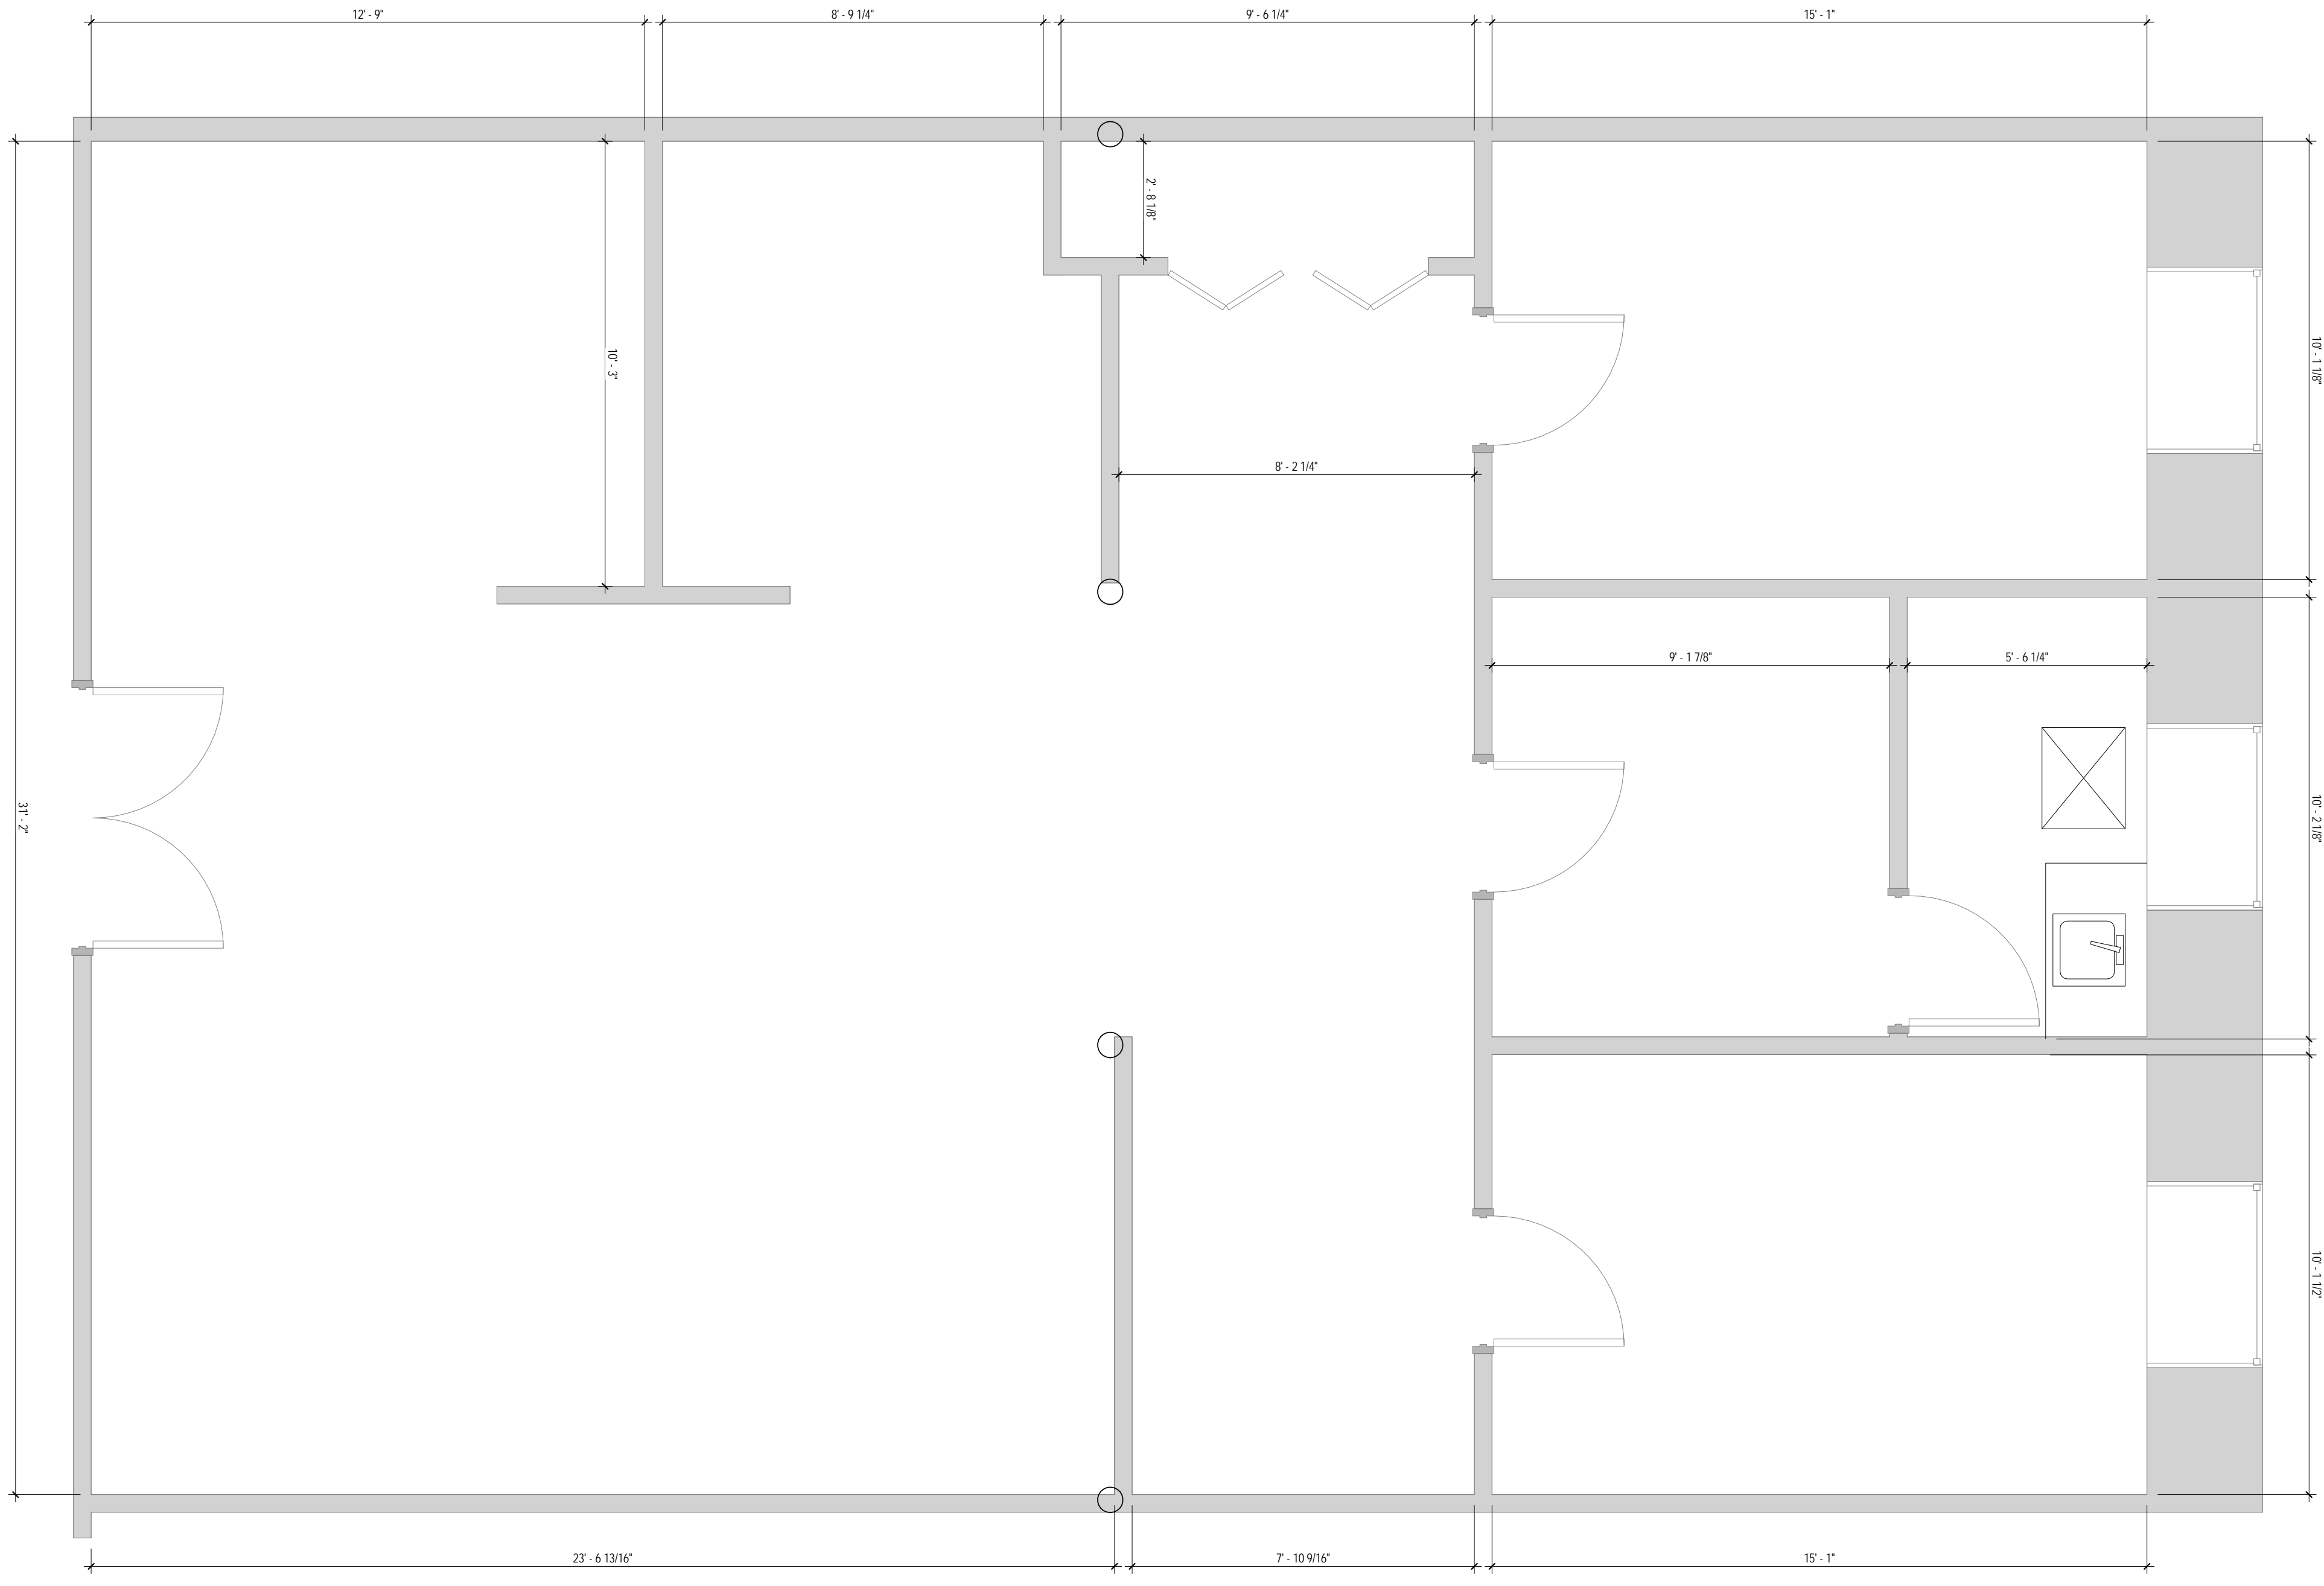 12' - 9"
8' - 9 1/4"
9' - 6 1/4"
15' - 1"
2' - 8 1/8"
10' - 3"
10' - 1 1/8"
8' - 2 1/4"
9' - 1 7/8"
5' - 6 1/4"
31' - 2"
10' - 2 1/8"
10' - 1 1/2"
23' - 6 13/16"
7' - 10 9/16"
15' - 1"